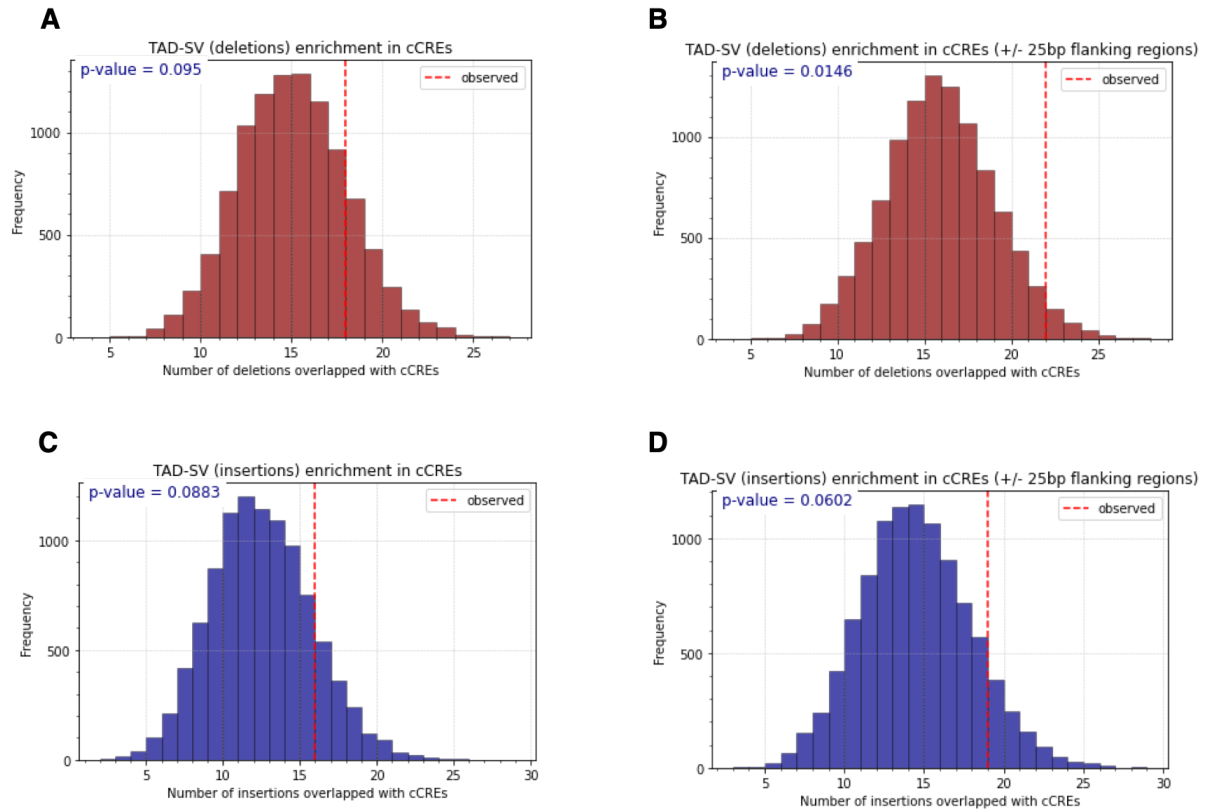 A
TAD-SV (deletions) enrichment in cCREs
p-value = 0.095
observed
1000
500
0
Frequency
5 10 15 20 25
Number of deletions overlapped with cCREs
B
TAD-SV (deletions) enrichment in cCREs (+/- 25bp flanking regions)
p-value = 0.0146
observed
1000
500
0
Frequency
5 10 15 20 25
Number of deletions overlapped with cCREs
C
TAD-SV (insertions) enrichment in cCREs
p-value = 0.0883
observed
1000
500
0
Frequency
5 10 15 20 25 30
Number of insertions overlapped with cCREs
D
TAD-SV (insertions) enrichment in cCREs (+/- 25bp flanking regions)
p-value = 0.0602
observed
1000
500
0
Frequency
5 10 15 20 25 30
Number of insertions overlapped with cCREs